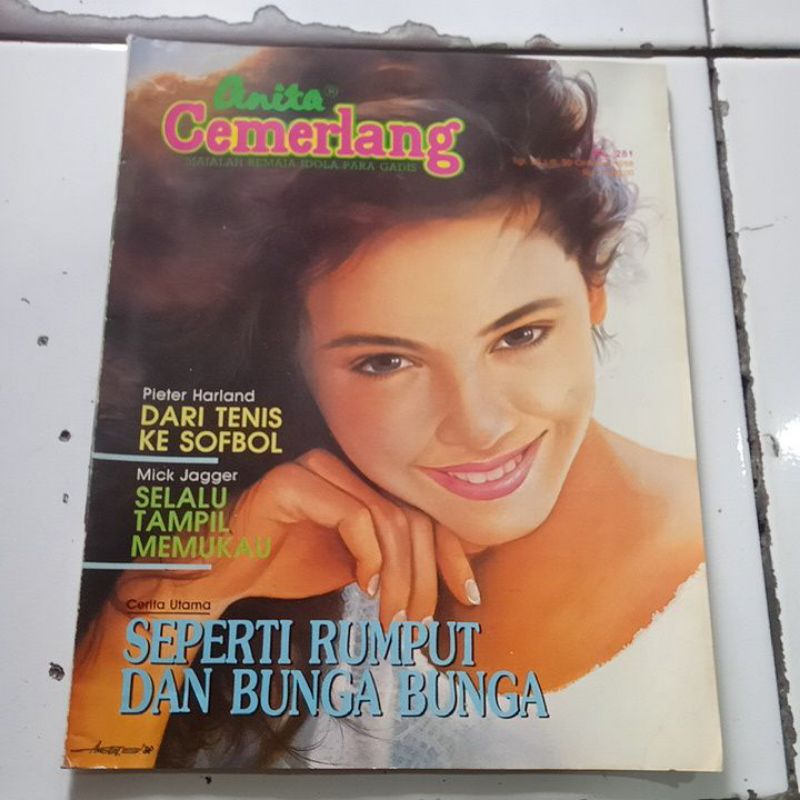 Anita
Cemerlang
MAJALAH REMAJA IDOLA PARA GADIS
281
Pieter Harland
DARI TENIS
KE SOFBOL
Mick Jagger
SELALU
TAMPIL
MEMUKAU
Cerita Utama
SEPERTI RUMPUT
DAN BUNGA BUNGA